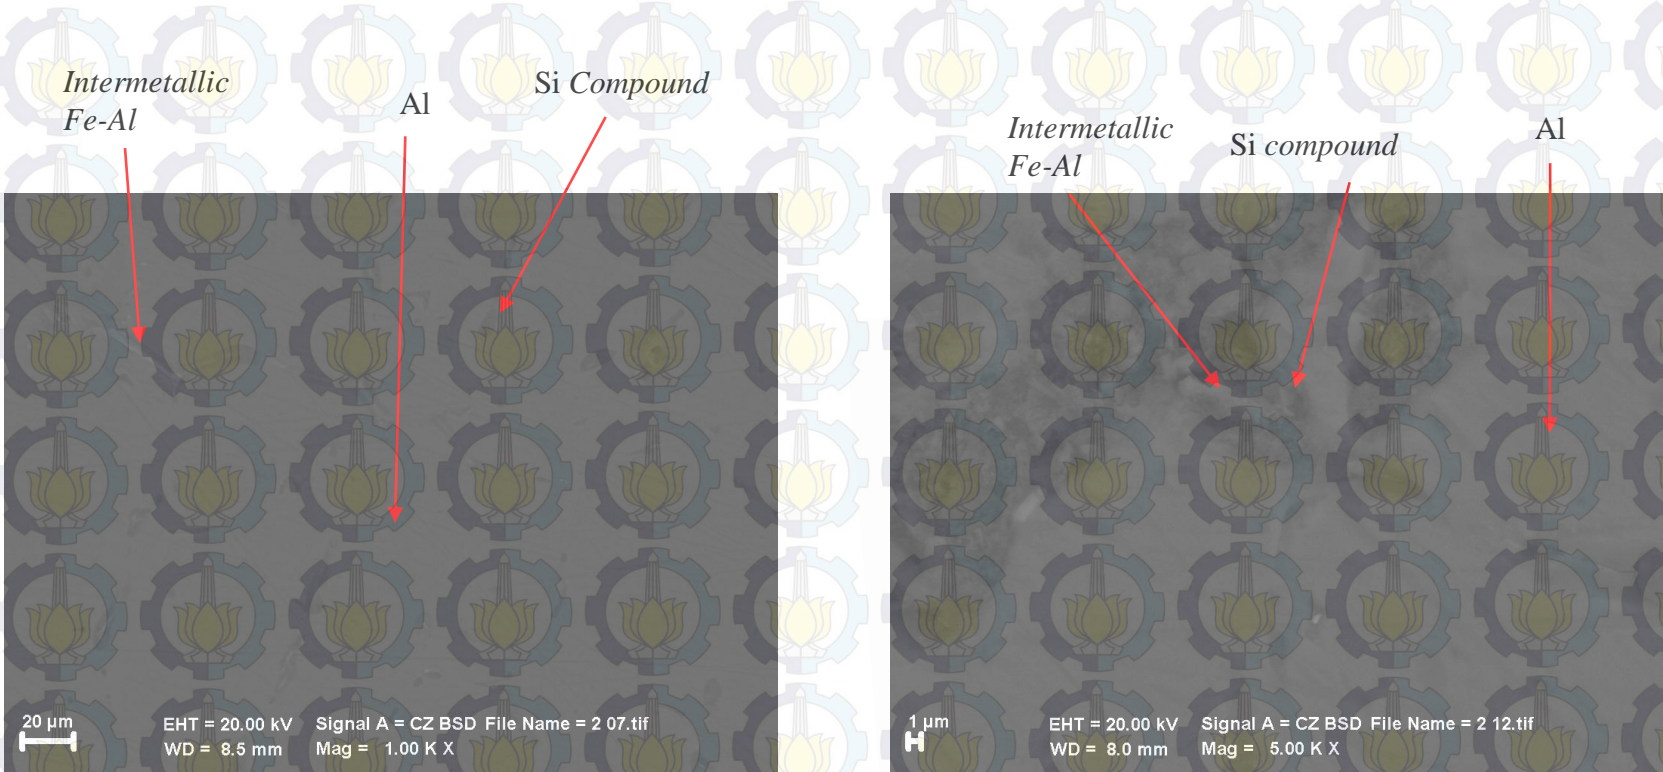 Intermetallic
Fe-Al
Al
Si Compound
20 µm
EHT = 20.00 kV Signal A = CZ BSD File Name = 2 07.tif
WD = 8.5 mm Mag = 1.00 K X
Intermetallic
Fe-Al
Si compound
Al
1 µm
EHT = 20.00 kV Signal A = CZ BSD File Name = 2 12.tif
WD = 8.0 mm Mag = 5.00 K X